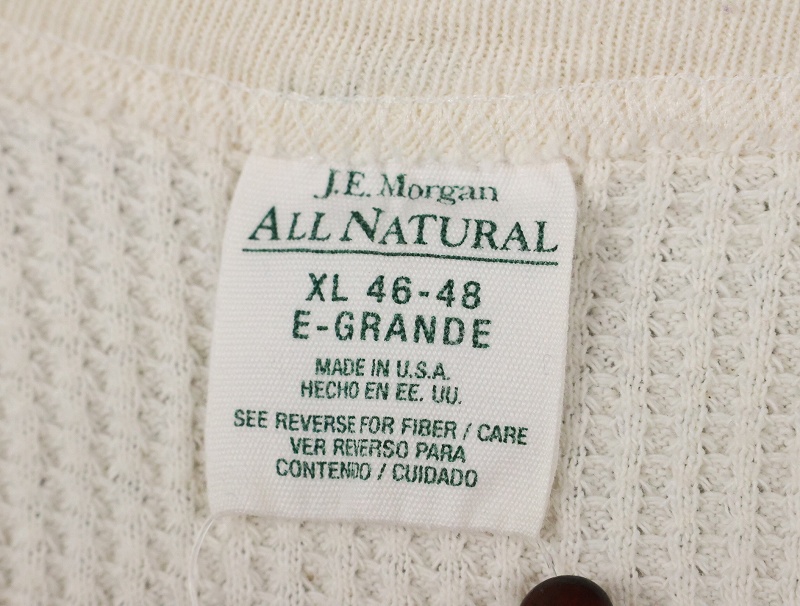 J.E. Morgan
ALL NATURAL
XL 46-48
E-GRANDE
MADE IN U.S.A.
HECHO EN EE. UU.
SEE REVERSE FOR FIBER / CARE
VER REVERSO PARA
CONTENIDO / CUIDADO